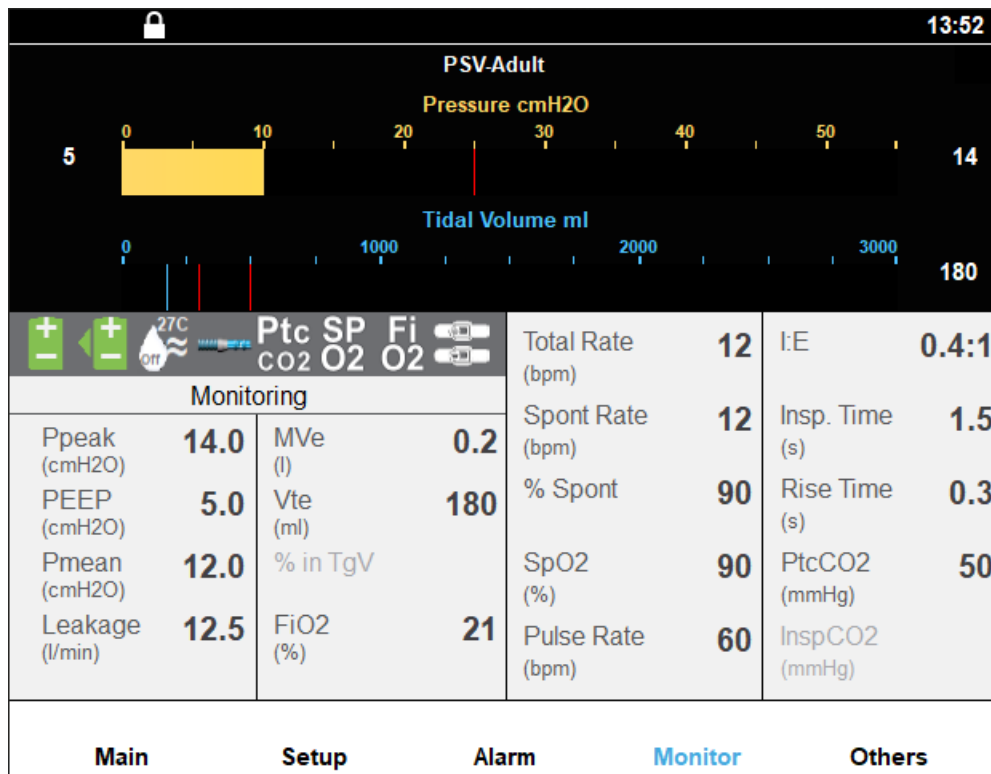 13:52
PSV-Adult
Pressure cmH2O
0 10 20 30 40 50
5 14
Tidal Volume ml
0 1000 2000 3000
180
27C
Off
Ptc CO2 SP O2 Fi O2
Monitoring
Ppeak 14.0
(cmH2O)
PEEP 5.0
(cmH2O)
Pmean 12.0
(cmH2O)
Leakage 12.5
(l/min)
MVe 0.2
(l)
Vte 180
(ml)
% in TgV
FiO2 21
(%)
Total Rate 12
(bpm)
Spont Rate 12
(bpm)
% Spont 90
SpO2 90
(%)
Pulse Rate 60
(bpm)
I:E 0.4:1
Insp. Time 1.5
(s)
Rise Time 0.3
(s)
PtcCO2 50
(mmHg)
InspCO2
(mmHg)
Main Setup Alarm Monitor Others